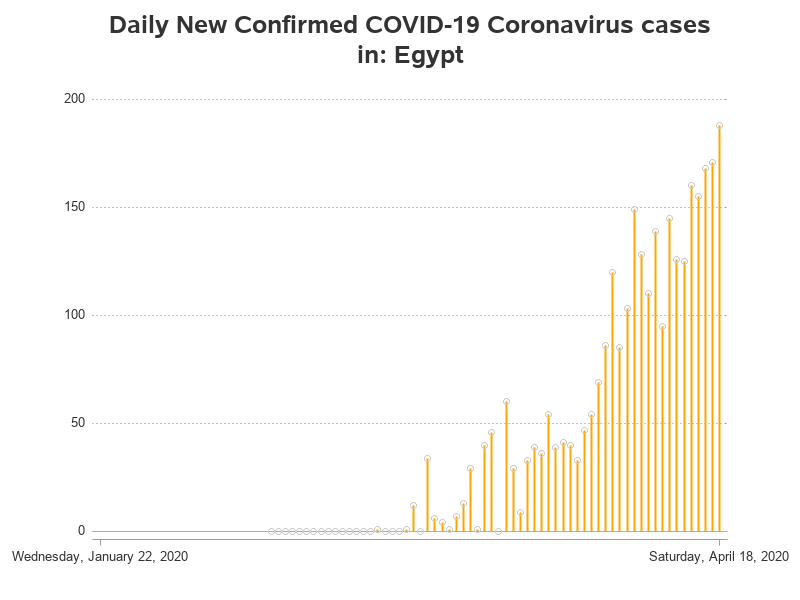 Daily New Confirmed COVID-19 Coronavirus cases
in: Egypt
200
150
100
50
0
Wednesday, January 22, 2020 Saturday, April 18, 2020